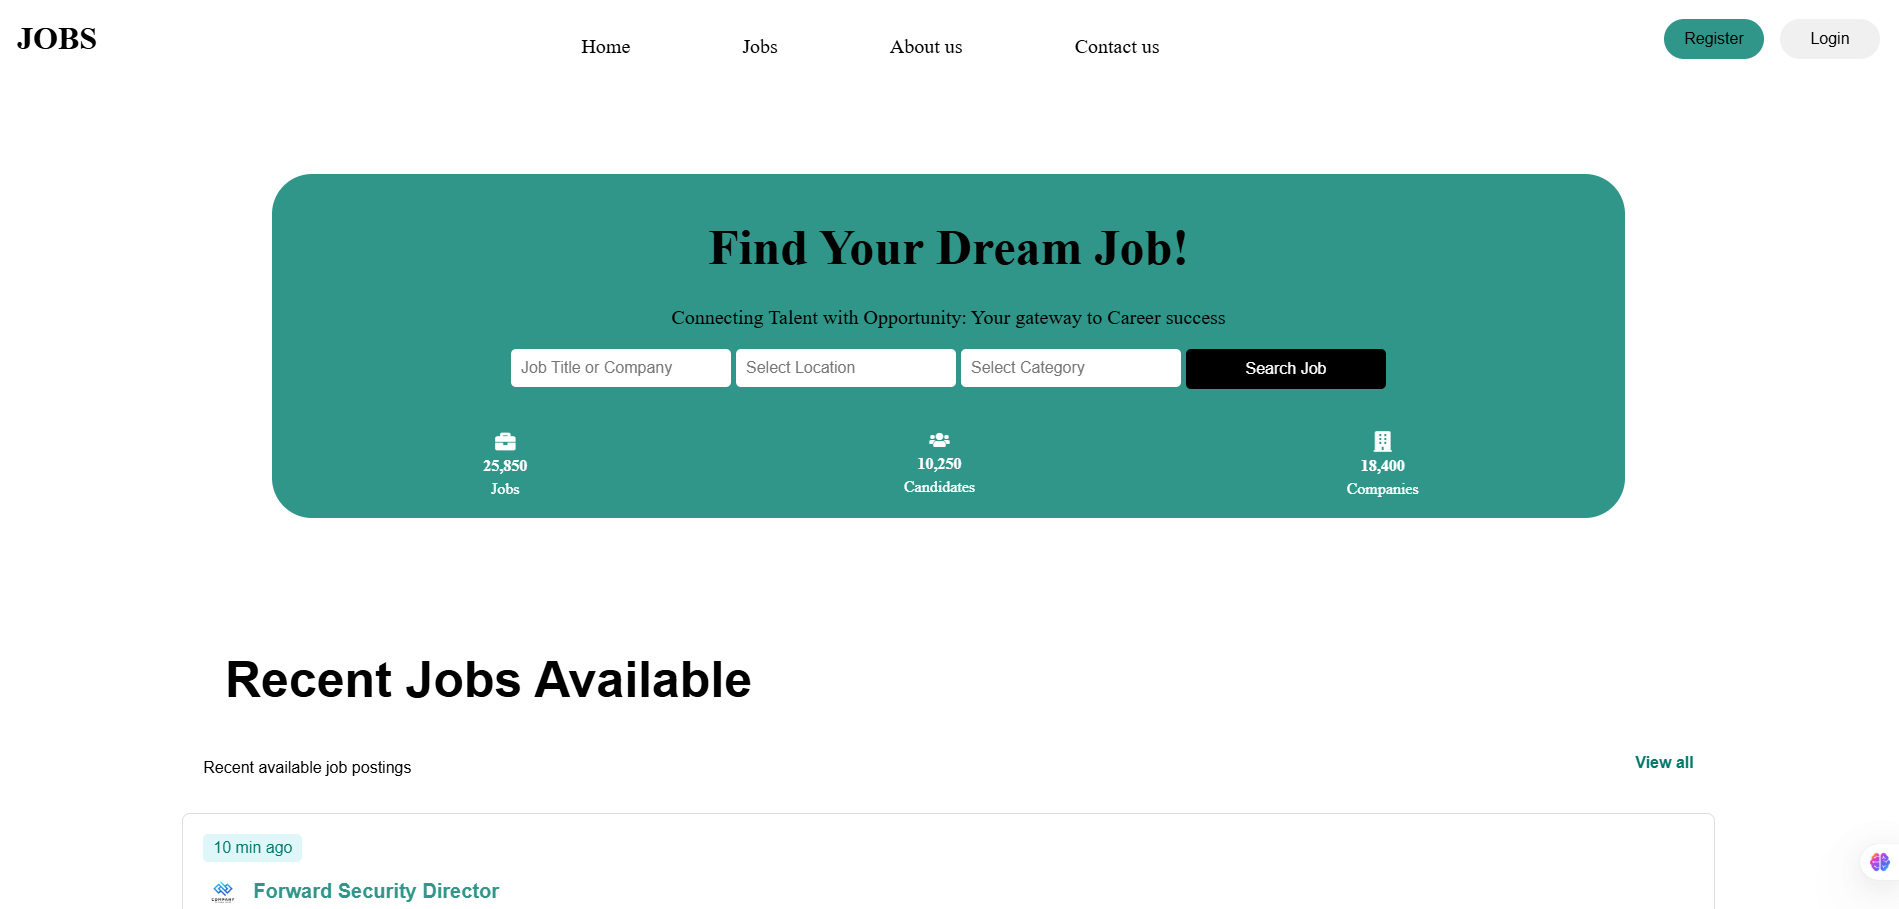 JOBS
Home Jobs About us Contact us
Register Login
Find Your Dream Job!
Connecting Talent with Opportunity: Your gateway to Career success
Job Title or Company Select Location Select Category Search Job
25,850 10,250 18,400
Jobs Candidates Companies
Recent Jobs Available
Recent available job postings View all
10 min ago
COMPANY
Forward Security Director